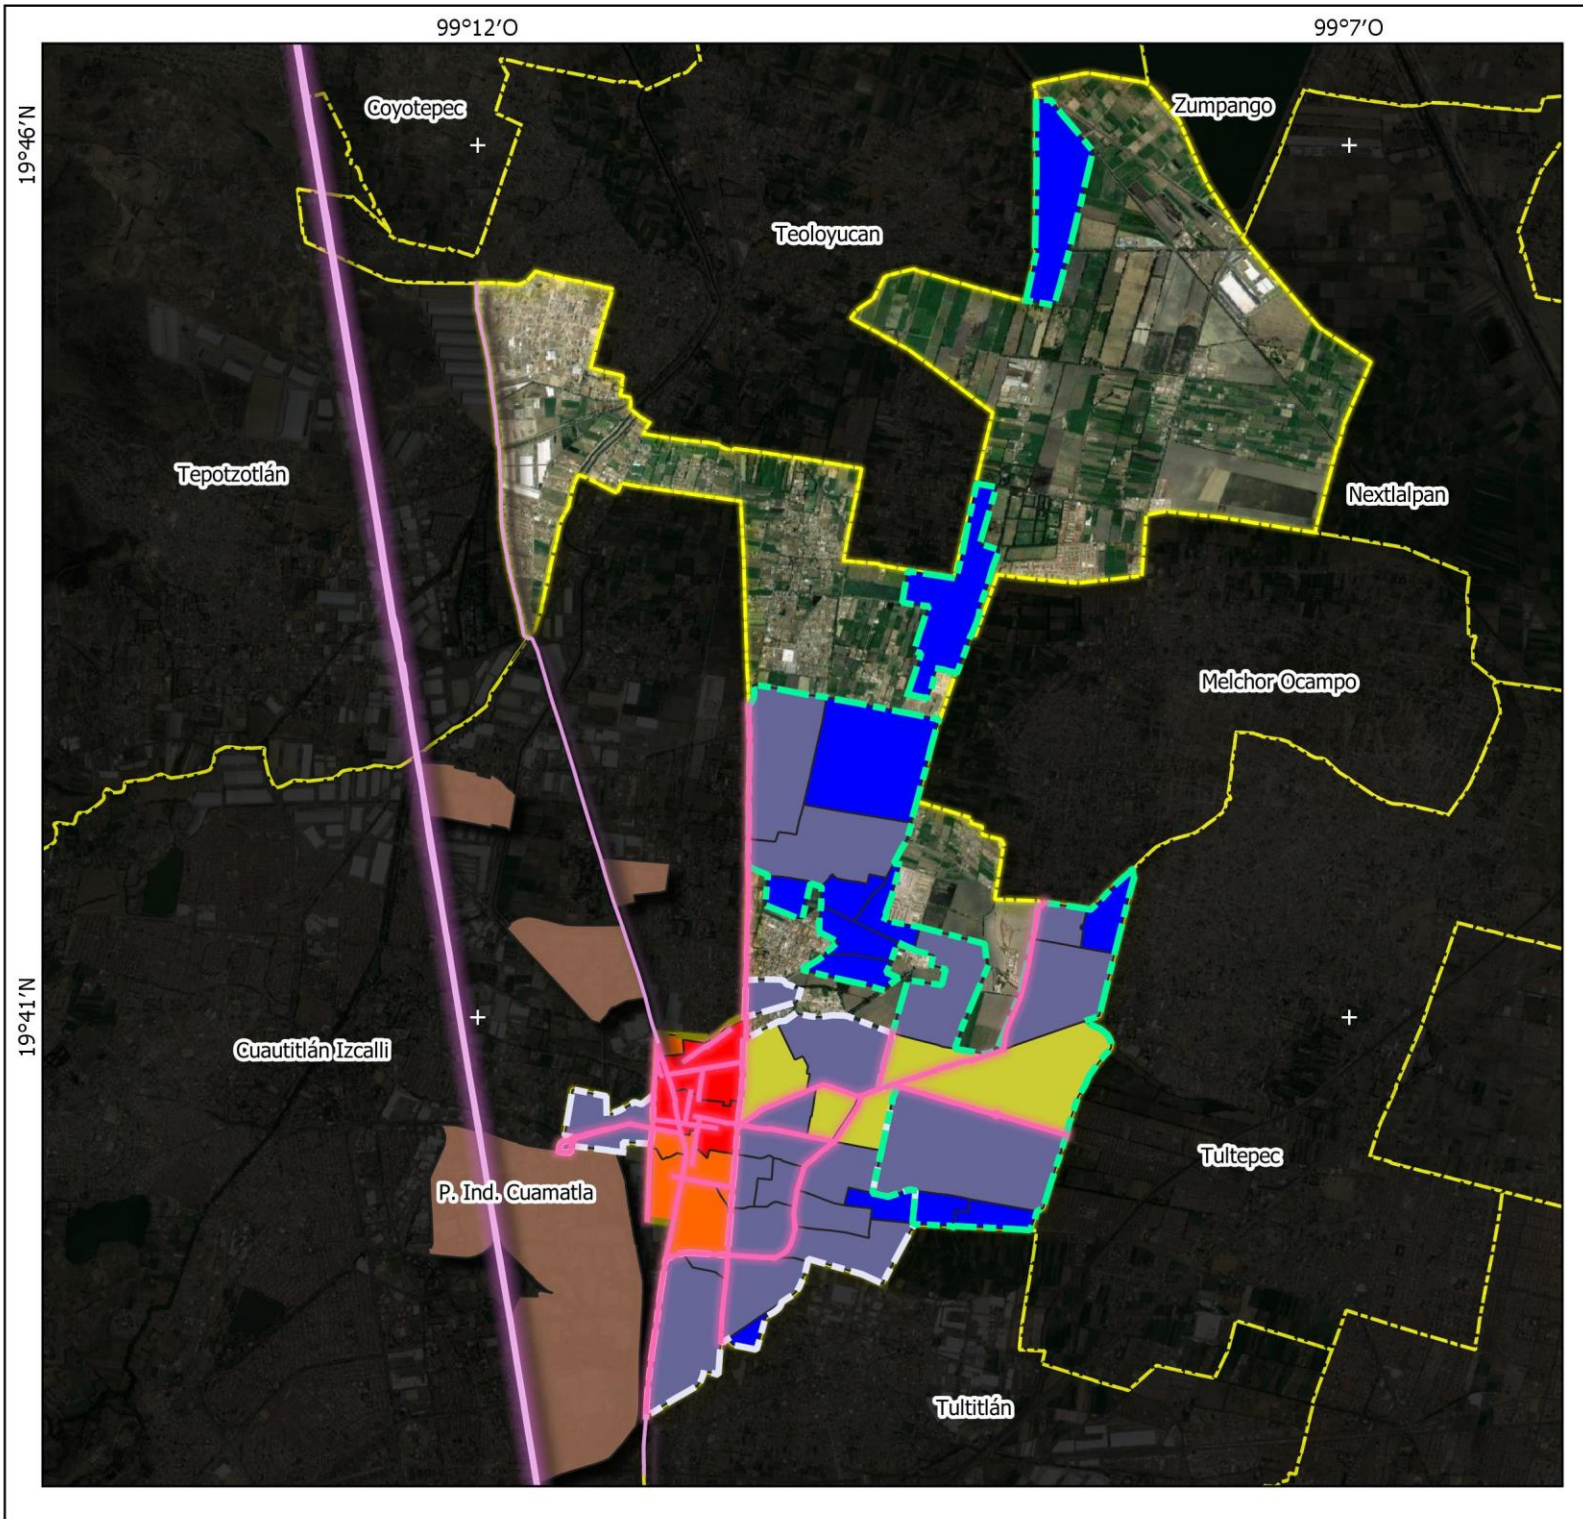 99°12'O
99°7'O
19°46'N
Coyotepec
Zumpango
Teoloyucan
Tepotzotlán
Nextlalpan
Melchor Ocampo
19°41'N
Cuautitlán Izcalli
Tultepec
P. Ind. Cuamatla
Tultitlán